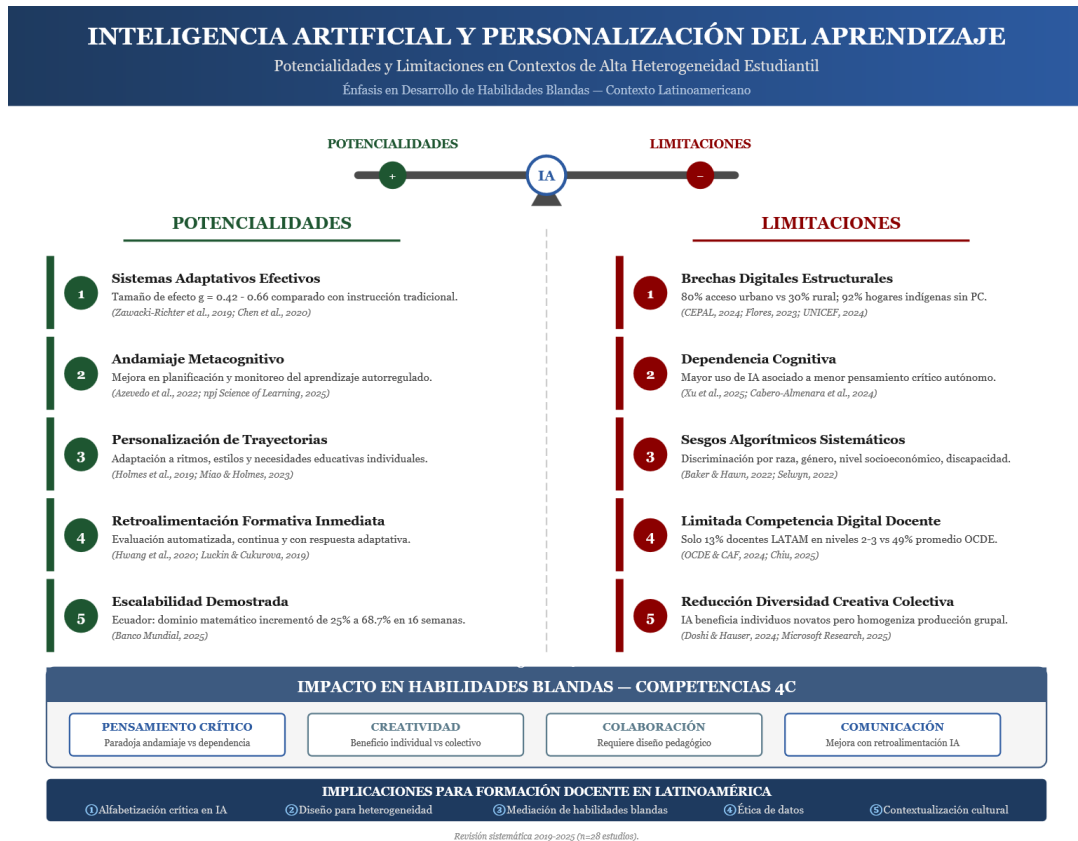 INTELIGENCIA ARTIFICIAL Y PERSONALIZACIÓN DEL APRENDIZAJE
Potencialidades y Limitaciones en Contextos de Alta Heterogeneidad Estudiantil
Énfasis en Desarrollo de Habilidades Blandas — Contexto Latinoamericano
POTENCIALIDADES
LIMITACIONES
+
IA
−
POTENCIALIDADES
1
Sistemas Adaptativos Efectivos
Tamaño de efecto g = 0.42 - 0.66 comparado con instrucción tradicional.
(Zawacki-Richter et al., 2019; Chen et al., 2020)
2
Andamiaje Metacognitivo
Mejora en planificación y monitoreo del aprendizaje autorregulado.
(Azevedo et al., 2022; npj Science of Learning, 2025)
3
Personalización de Trayectorias
Adaptación a ritmos, estilos y necesidades educativas individuales.
(Holmes et al., 2019; Miao & Holmes, 2023)
4
Retroalimentación Formativa Inmediata
Evaluación automatizada, continua y con respuesta adaptativa.
(Hwang et al., 2020; Luckin & Cukurova, 2019)
5
Escalabilidad Demostrada
Ecuador: dominio matemático incrementó de 25% a 68.7% en 16 semanas.
(Banco Mundial, 2025)
LIMITACIONES
1
Brechas Digitales Estructurales
80% acceso urbano vs 30% rural; 92% hogares indígenas sin PC.
(CEPAL, 2024; Flores, 2023; UNICEF, 2024)
2
Dependencia Cognitiva
Mayor uso de IA asociado a menor pensamiento crítico autónomo.
(Xu et al., 2025; Cabero-Almenara et al., 2024)
3
Sesgos Algorítmicos Sistemáticos
Discriminación por raza, género, nivel socioeconómico, discapacidad.
(Baker & Hawn, 2022; Selwyn, 2022)
4
Limitada Competencia Digital Docente
Solo 13% docentes LATAM en niveles 2-3 vs 49% promedio OCDE.
(OCDE & CAF, 2024; Chiu, 2025)
5
Reducción Diversidad Creativa Colectiva
IA beneficia individuos novatos pero homogeniza producción grupal.
(Doshi & Hauser, 2024; Microsoft Research, 2025)
IMPACTO EN HABILIDADES BLANDAS — COMPETENCIAS 4C
PENSAMIENTO CRÍTICO
Paradoja andamiaje vs dependencia
CREATIVIDAD
Beneficio individual vs colectivo
COLABORACIÓN
Requiere diseño pedagógico
COMUNICACIÓN
Mejora con retroalimentación IA
IMPLICACIONES PARA FORMACIÓN DOCENTE EN LATINOAMÉRICA
①Alfabetización crítica en IA ②Diseño para heterogeneidad ③Mediación de habilidades blandas ④Ética de datos ⑤Contextualización cultural
Revisión sistemática 2019-2025 (n=28 estudios).